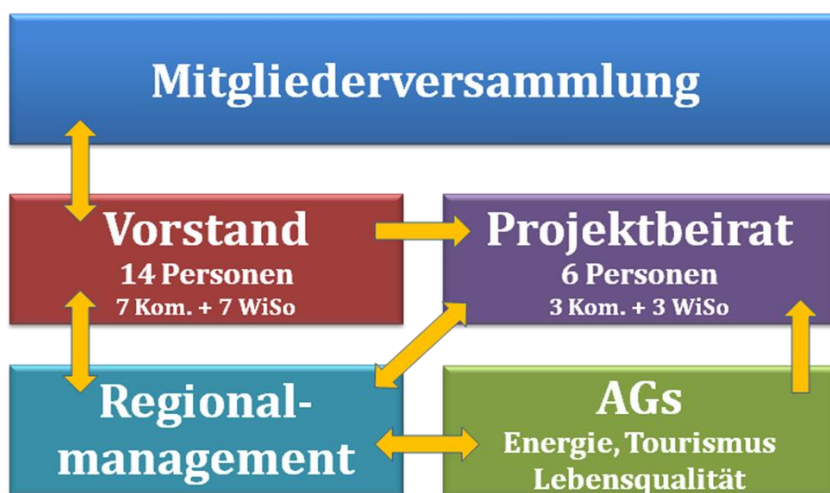 Mitgliederversammlung
Vorstand
14 Personen
7 Kom. + 7 WiSo
Projektbeirat
6 Personen
3 Kom. + 3 WiSo
Regional-
management
AGs
Energie, Tourismus
Lebensqualität